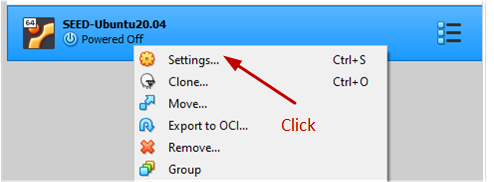 64
SEED-Ubuntu20.04
Powered Off
Settings... Ctrl+S
Clone... Ctrl+O
Move...
Export to OCI...
Click
Remove...
Group